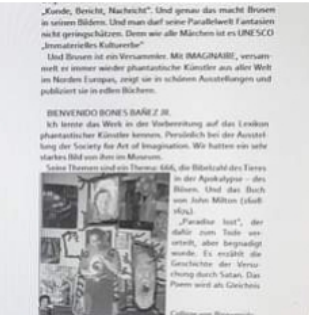 „Kunde, Bericht, Nachricht". Und genau das macht Brusen
in seinen Bildern. Und man darf seine Parallelwelt Fantasien
nicht geringschätzen. Denn wie alle Märchen ist es UNESCO
„Immaterielles Kulturerbe"
Und Brusen ist ein Versammler. Mit IMAGINAIRE, versam-
melt er immer wieder phantastische Künstler aus aller Welt
im Norden Europas, zeigt sie in schönen Ausstellungen und
publiziert sie in edlen Büchern.
BIENVENIDO BONES BAÑEZ JR.
Ich lernte das Werk in der Vorbereitung auf das Lexikon
phantastischer Künstler kennen. Persönlich bei der Ausstel-
lung der Society for Art of Imagination. Wir hatten ein sehr
starkes Bild von ihm im Museum.
Seine Themen sind ein Thema: 666, die Bibelzahl des Tieres
in der Apokalypse – des
Bösen. Und das Buch
von John Milton (1608-
1674).
„Paradise lost", der
dafür zum Tode ver-
urteilt, aber begnadigt
wurde. Es erzählt die
Geschichte der Versu-
chung durch Satan. Das
Poem wird als Gleichnis